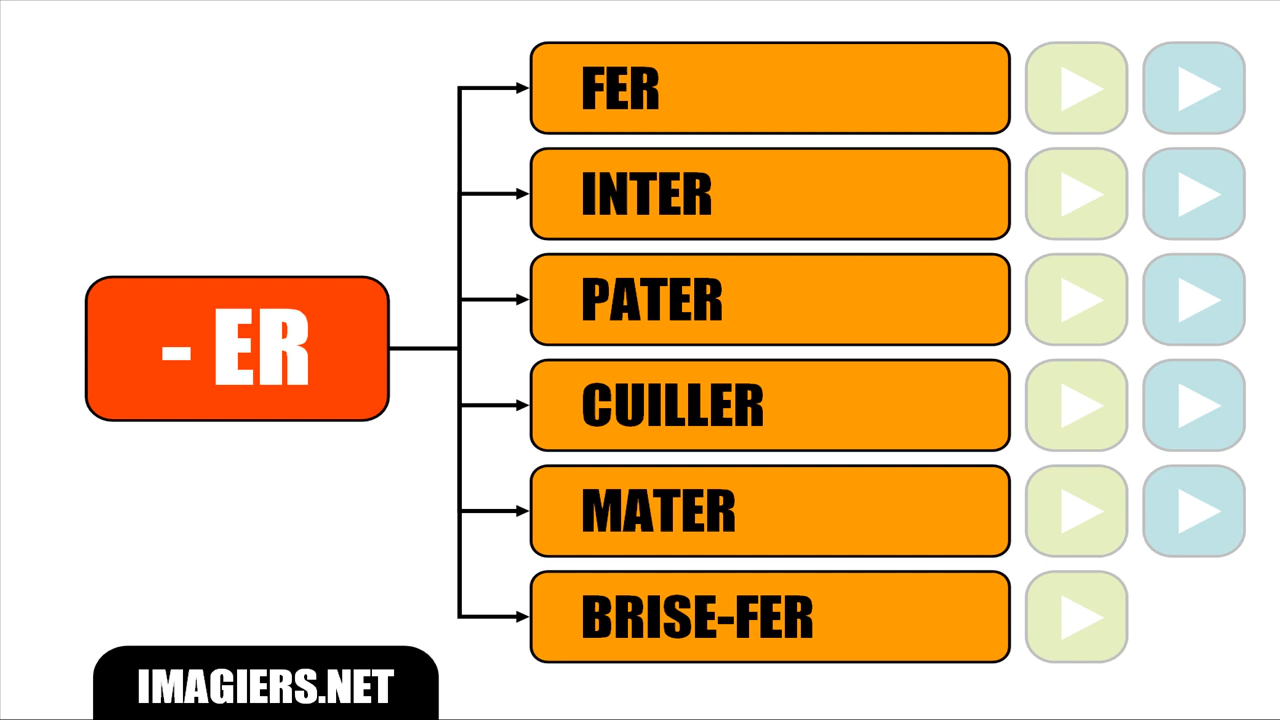 - ER
FER
INTER
PATER
CUILLER
MATER
BRISE-FER
IMAGIERS.NET